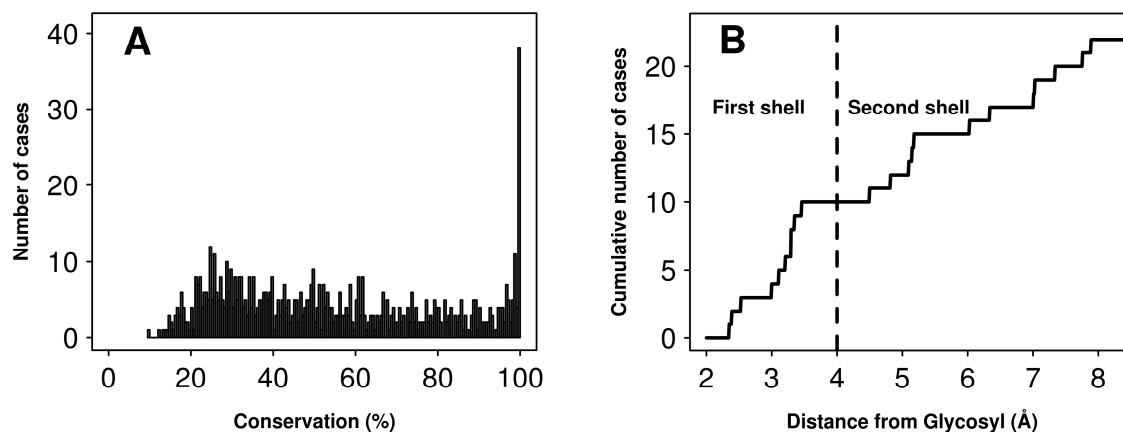 A
Number of cases
40
30
20
10
0
0 20 40 60 80 100
Conservation (%)
B
First shell Second shell
Cumulative number of cases
20
15
10
5
0
2 3 4 5 6 7 8
Distance from Glycosyl (Å)